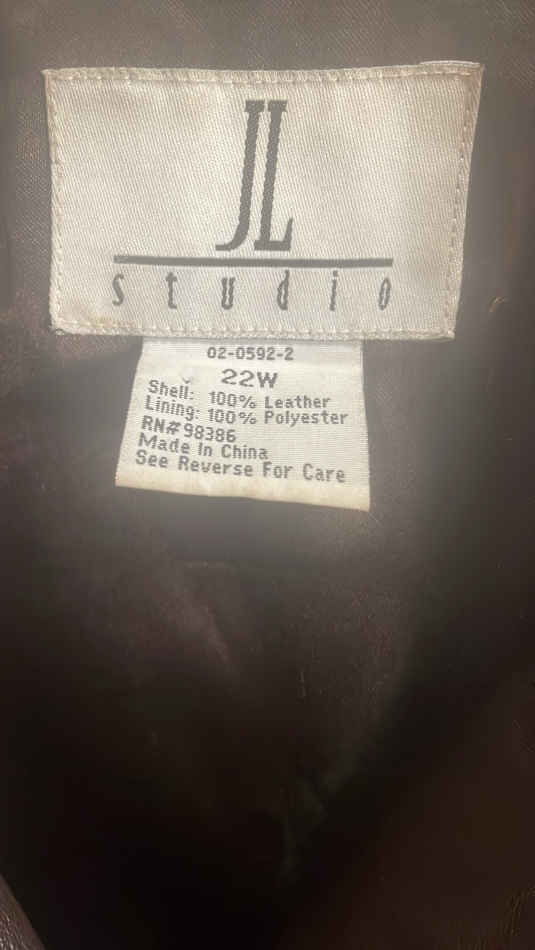 JL
studio
02-0592-2
22W
Shell: 100% Leather
Lining: 100% Polyester
RN#98386
Made In China
See Reverse For Care